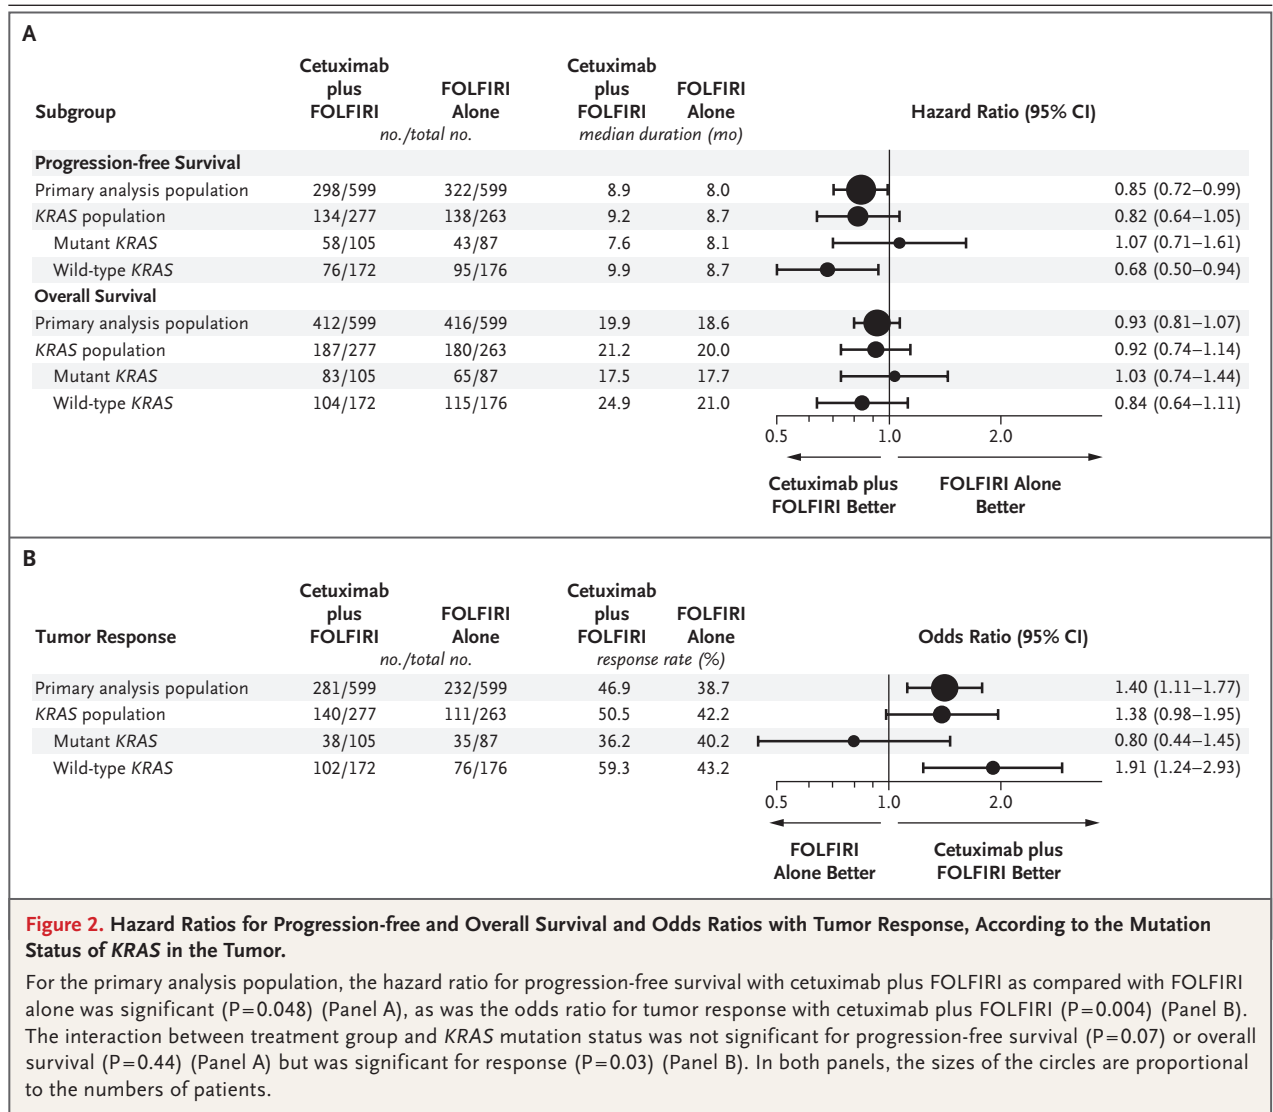 A
Cetuximab plus FOLFIRI FOLFIRI Alone Cetuximab plus FOLFIRI FOLFIRI Alone
Subgroup Hazard Ratio (95% CI)
no./total no. median duration (mo)
Progression-free Survival
Primary analysis population 298/599 322/599 8.9 8.0 0.85 (0.72–0.99)
KRAS population 134/277 138/263 9.2 8.7 0.82 (0.64–1.05)
Mutant KRAS 58/105 43/87 7.6 8.1 1.07 (0.71–1.61)
Wild-type KRAS 76/172 95/176 9.9 8.7 0.68 (0.50–0.94)
Overall Survival
Primary analysis population 412/599 416/599 19.9 18.6 0.93 (0.81–1.07)
KRAS population 187/277 180/263 21.2 20.0 0.92 (0.74–1.14)
Mutant KRAS 83/105 65/87 17.5 17.7 1.03 (0.74–1.44)
Wild-type KRAS 104/172 115/176 24.9 21.0 0.84 (0.64–1.11)
0.5 1.0 2.0
Cetuximab plus FOLFIRI Alone
FOLFIRI Better Better
B
Cetuximab plus FOLFIRI FOLFIRI Alone Cetuximab plus FOLFIRI FOLFIRI Alone
Tumor Response Odds Ratio (95% CI)
no./total no. response rate (%)
Primary analysis population 281/599 232/599 46.9 38.7 1.40 (1.11–1.77)
KRAS population 140/277 111/263 50.5 42.2 1.38 (0.98–1.95)
Mutant KRAS 38/105 35/87 36.2 40.2 0.80 (0.44–1.45)
Wild-type KRAS 102/172 76/176 59.3 43.2 1.91 (1.24–2.93)
0.5 1.0 2.0
FOLFIRI Cetuximab plus
Alone Better FOLFIRI Better
Figure 2. Hazard Ratios for Progression-free and Overall Survival and Odds Ratios with Tumor Response, According to the Mutation
Status of KRAS in the Tumor.
For the primary analysis population, the hazard ratio for progression-free survival with cetuximab plus FOLFIRI as compared with FOLFIRI
alone was significant (P=0.048) (Panel A), as was the odds ratio for tumor response with cetuximab plus FOLFIRI (P=0.004) (Panel B).
The interaction between treatment group and KRAS mutation status was not significant for progression-free survival (P=0.07) or overall
survival (P=0.44) (Panel A) but was significant for response (P=0.03) (Panel B). In both panels, the sizes of the circles are proportional
to the numbers of patients.